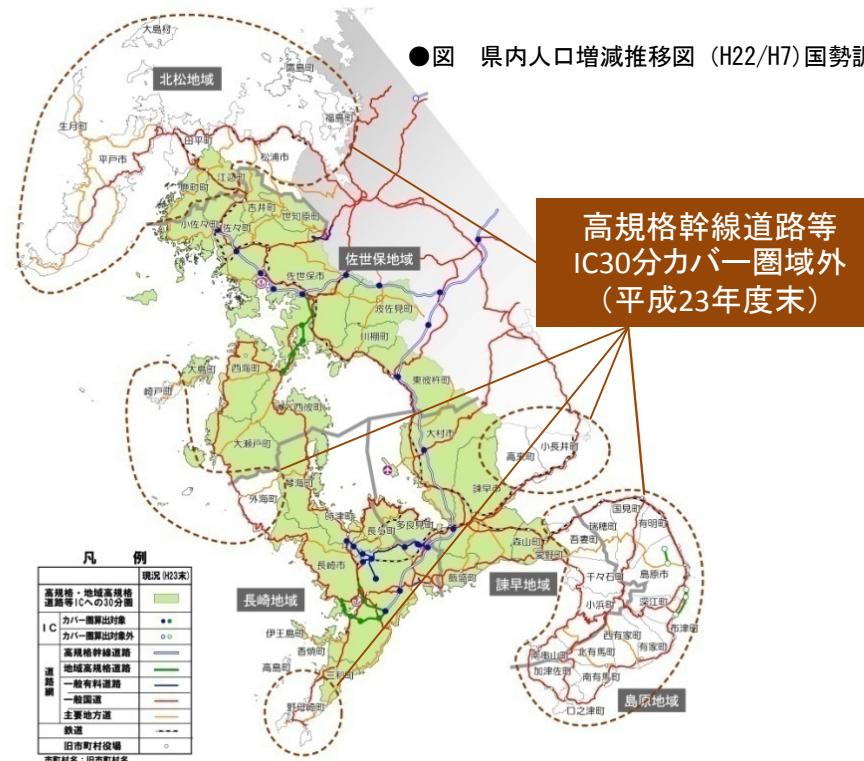 ●図　県内人口増減推移図（H22/H7）国勢調
大島村
鷹島町
北松地域
福島町
生月町
田平町
松浦市
平戸市
江迎町
鹿町町
吉井町
世知原町
小佐々町
佐々町
高規格幹線道路等
IC30分カバー圏域外
（平成23年度末）
佐世保地域
佐世保市
波佐見町
川棚町
大島町
西海町
東彼杵町
崎戸町
西彼町
大瀬戸町
大村市
小長井町
高来町
琴海町
外海町
諫早市
国見町
時津町
多良見町
瑞穂町
有明町
長与町
森山町
吾妻町
愛野町
長崎市
飯盛町
千々石町
島原市
諫早地域
小浜町
深江町
長崎地域
布津町
伊王島町
西有家町
有家町
香焼町
北有馬町
南串山町
高島町
加津佐町
三和町
南有馬町
島原地域
野母崎町
口之津町
凡　例
現況（H23末）
高規格・地域高規格
道路等ICへの30分圏
IC
カバー圏算出対象
カバー圏算出対象外
道路網
高規格幹線道路
地域高規格道路
一般有料道路
一般国道
主要地方道
鉄道
旧市町村役場
市町村名：旧市町村名